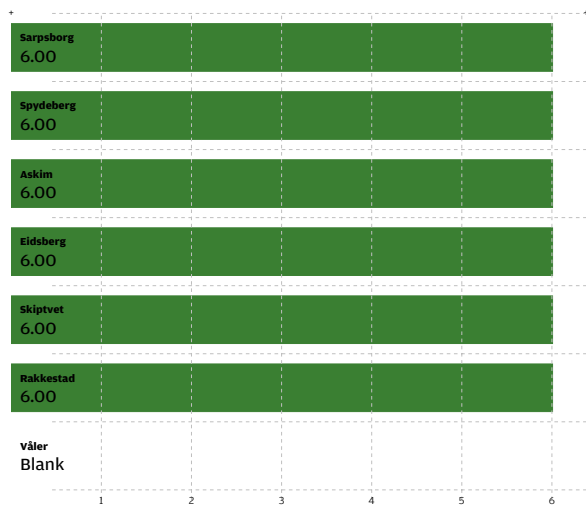 Sarpsborg
6.00
Spydeberg
6.00
Askim
6.00
Eidsberg
6.00
Skiptvet
6.00
Rakkestad
6.00
Våler
Blank
1 2 3 4 5 6